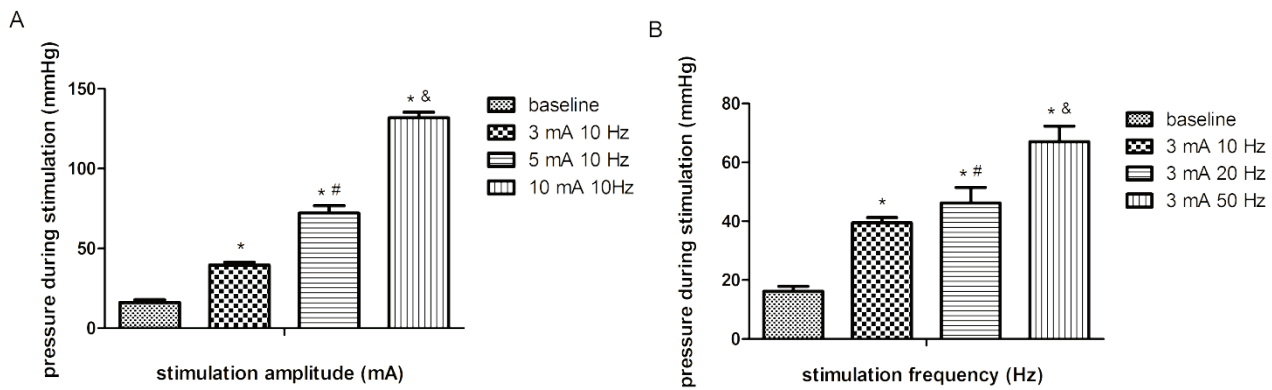 A
pressure during stimulation (mmHg)
150
100
50
0
* &
* #
*
stimulation amplitude (mA)
baseline
3 mA 10 Hz
5 mA 10 Hz
10 mA 10Hz
B
pressure during stimulation (mmHg)
80
60
40
20
0
* &
* #
*
stimulation frequency (Hz)
baseline
3 mA 10 Hz
3 mA 20 Hz
3 mA 50 Hz